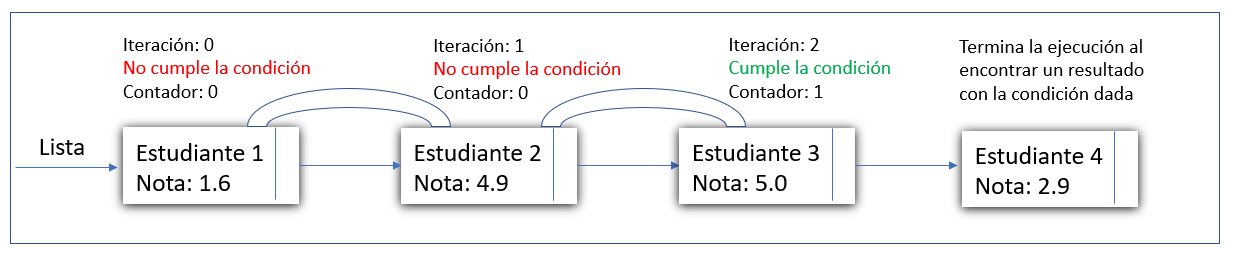 Iteración: 0
No cumple la condición
Contador: 0
Iteración: 1
No cumple la condición
Contador: 0
Iteración: 2
Cumple la condición
Contador: 1
Termina la ejecución al
encontrar un resultado
con la condición dada
Lista
Estudiante 1
Nota: 1.6
Estudiante 2
Nota: 4.9
Estudiante 3
Nota: 5.0
Estudiante 4
Nota: 2.9